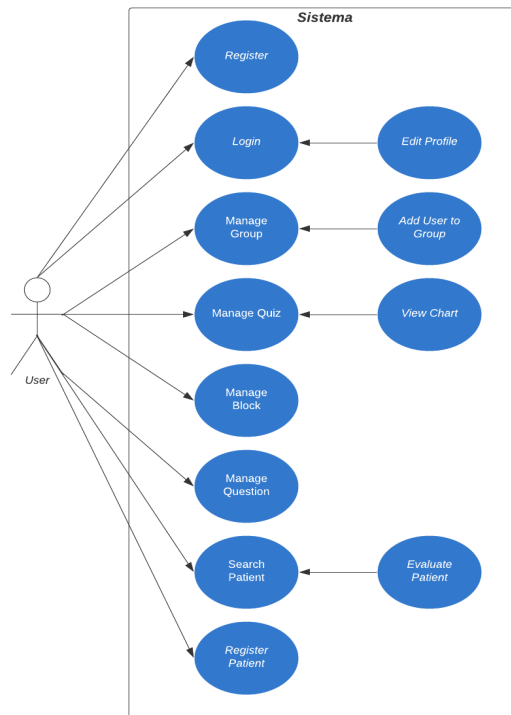 Sistema
Register
Login
Edit Profile
Manage
Group
Add User to
Group
Manage Quiz
View Chart
User
Manage
Block
Manage
Question
Search
Patient
Evaluate
Patient
Register
Patient